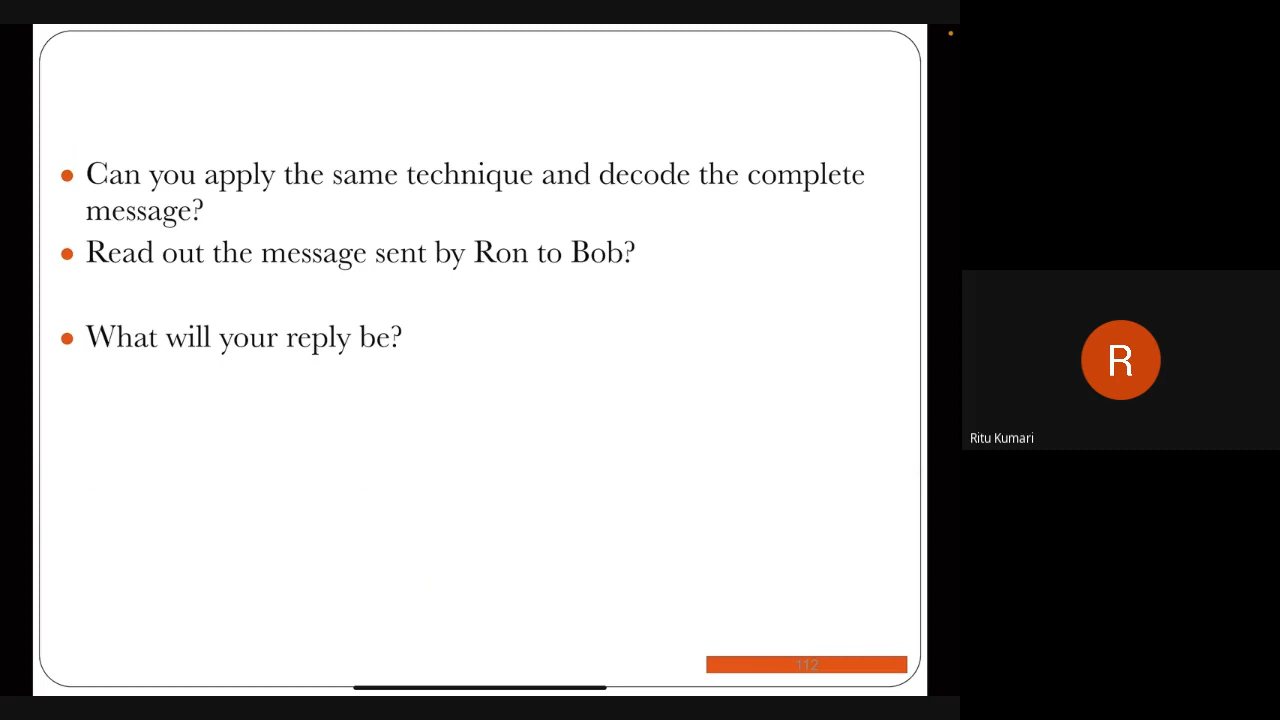 Can you apply the same technique and decode the complete
message?
Read out the message sent by Ron to Bob?
What will your reply be?
112
R
Ritu Kumari